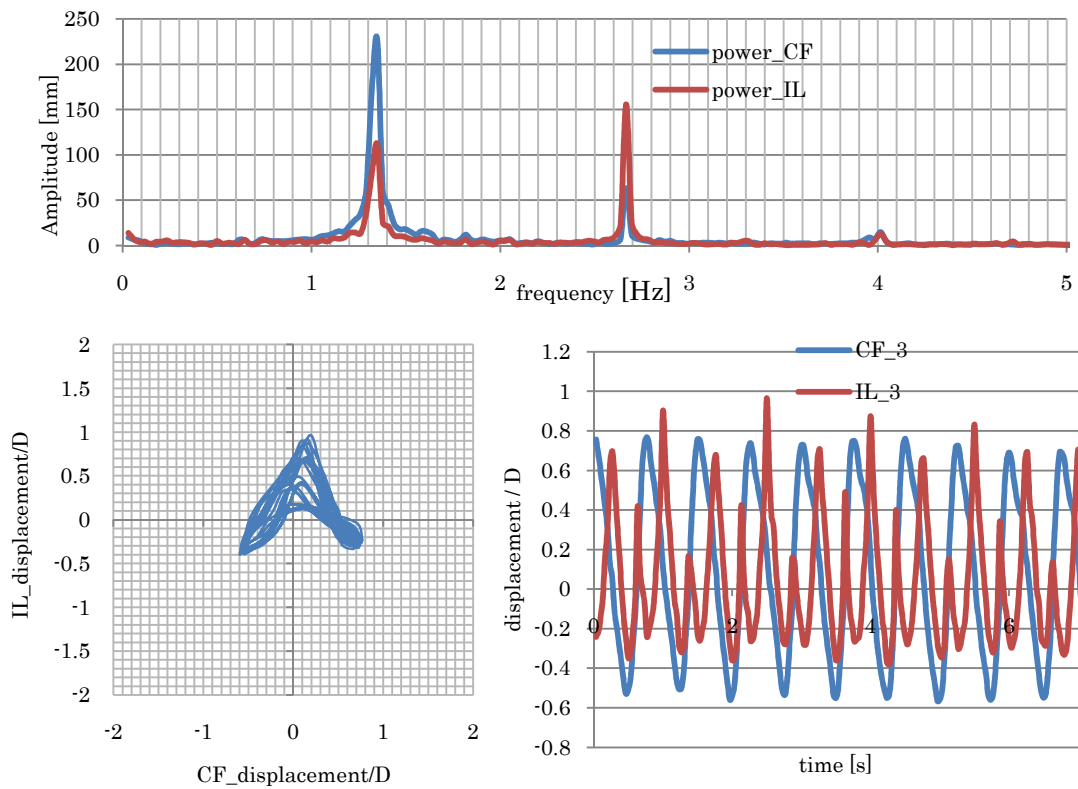 250
200
150
100
50
0
Amplitude [mm]
power_CF
power_IL
0 1 2 3 4 5
frequency [Hz]
2
1.5
1
0.5
0
-0.5
-1
-1.5
-2
IL_displacement/D
-2 -1 0 1 2
CF_displacement/D
1.2
1
0.8
0.6
0.4
0.2
0
-0.2
-0.4
-0.6
-0.8
displacement / D
CF_3
IL_3
0 2 4 6
time [s]